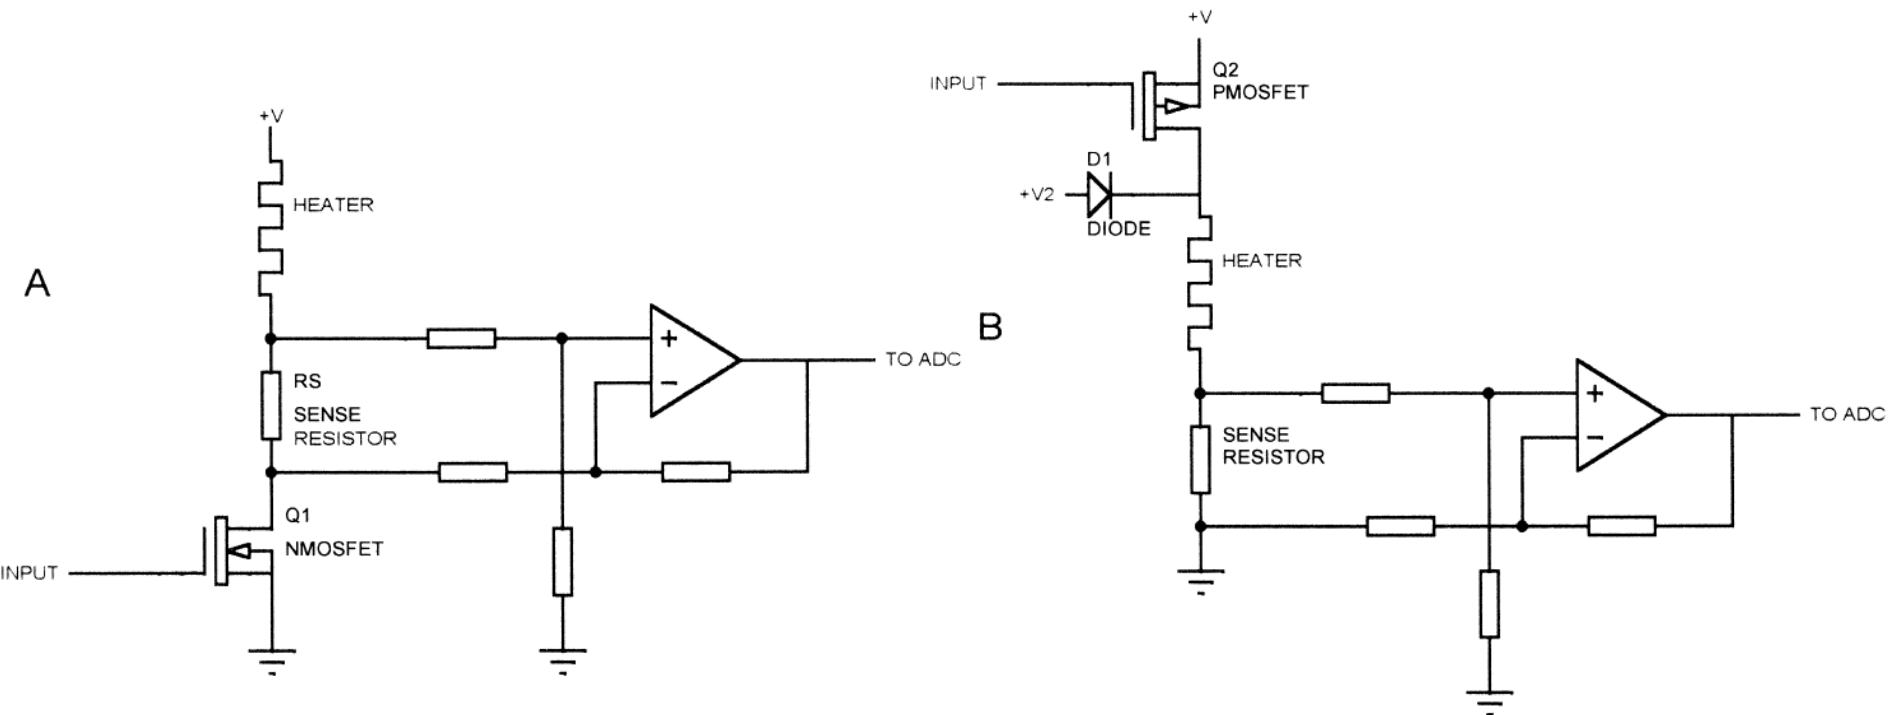 A
+V
HEATER
RS
SENSE
RESISTOR
+
−
TO ADC
Q1
NMOSFET
INPUT
B
+V
INPUT
Q2
PMOSFET
D1
+V2
DIODE
HEATER
SENSE
RESISTOR
+
−
TO ADC